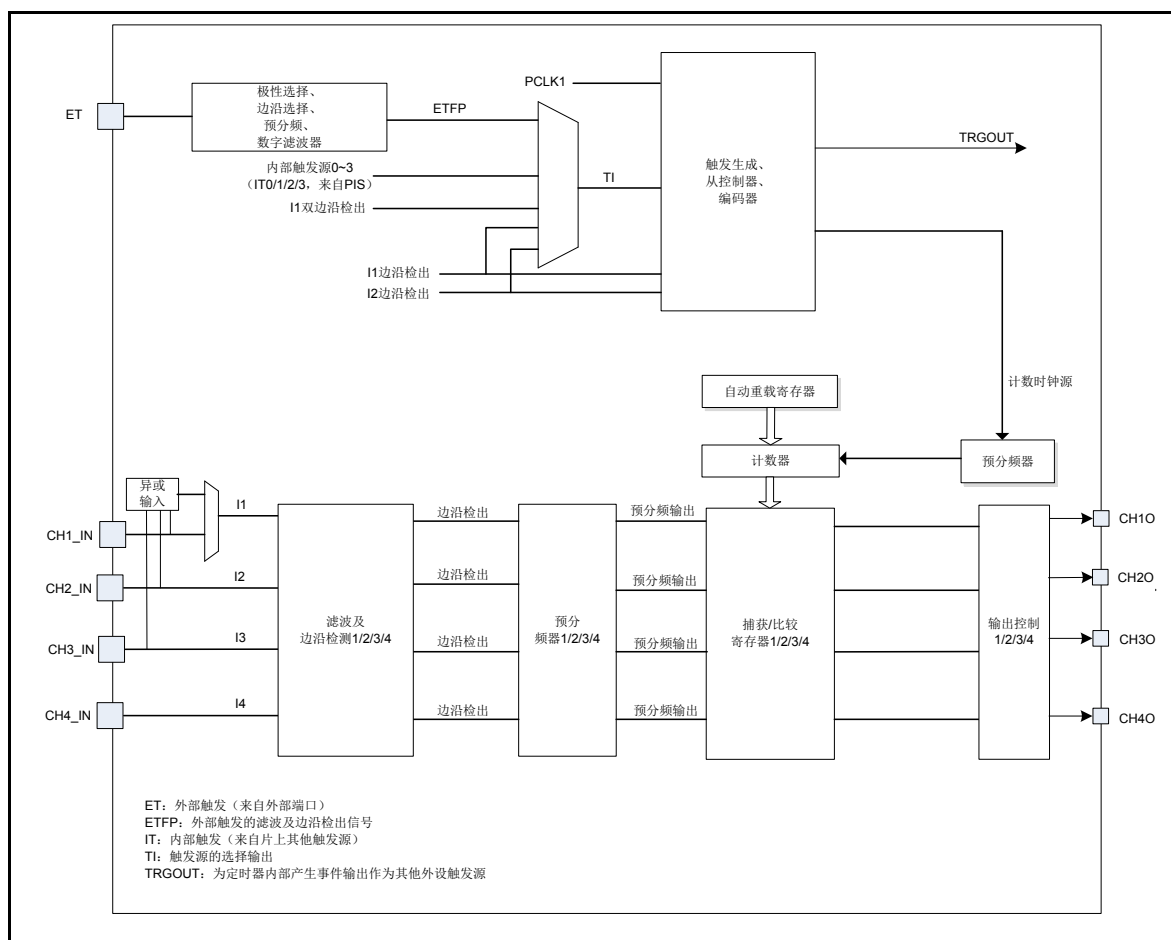 PCLK1
ET
极性选择、
边沿选择、
预分频、
数字滤波器
ETFP
内部触发源0~3
（IT0/1/2/3，来自PIS）
I1双边沿检出
TI
触发生成、
从控制器、
编码器
TRGOUT
I1边沿检出
I2边沿检出
计数时钟源
自动重载寄存器
计数器
预分频器
异或
输入
I1
I2
I3
I4
CH1_IN
CH2_IN
CH3_IN
CH4_IN
滤波及
边沿检测1/2/3/4
边沿检出
边沿检出
边沿检出
边沿检出
预分
频器1/2/3/4
预分频输出
预分频输出
预分频输出
预分频输出
捕获/比较
寄存器1/2/3/4
输出控制
1/2/3/4
CH1O
CH2O
CH3O
CH4O
ET：外部触发（来自外部端口）
ETFP：外部触发的滤波及边沿检出信号
IT：内部触发（来自片上其他触发源）
TI：触发源的选择输出
TRGOUT：为定时器内部产生事件输出作为其他外设触发源